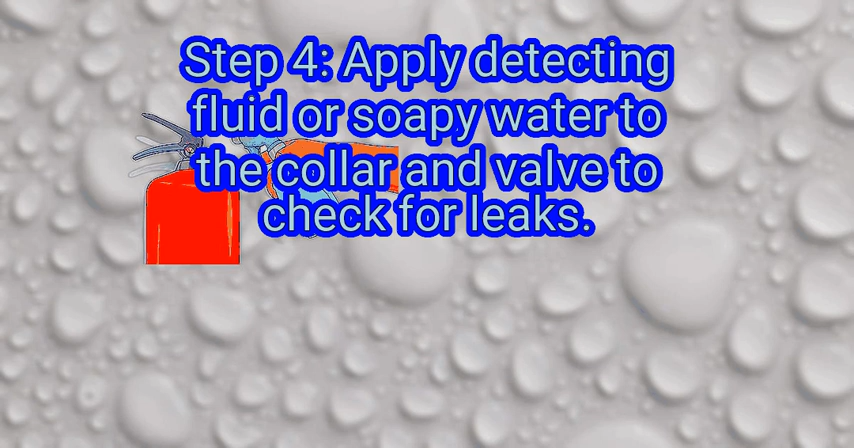 Step 4: Apply detecting
fluid or soapy water to
the collar and valve to
check for leaks.